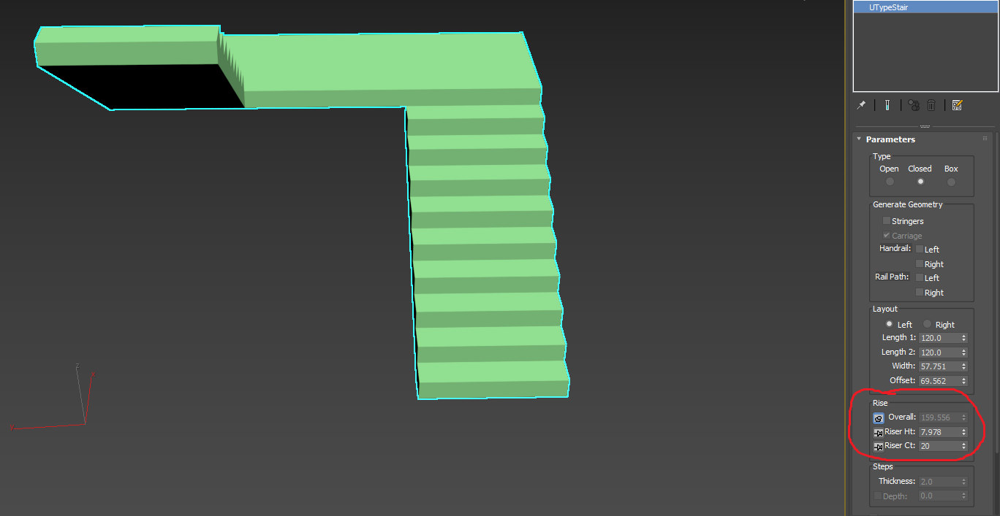 UTypeStair
Parameters
Type
Open Closed Box
Generate Geometry
Stringers
Carriage
Handrail: Left
Right
Rail Path: Left
Right
Layout
Left Right
Length 1: 120.0
Length 2: 120.0
Width: 57.751
Offset: 69.562
Rise
Overall: 159.556
Riser Ht: 7.978
Riser Ct: 20
Steps
Thickness: 2.0
Depth: 0.0
z
x
y